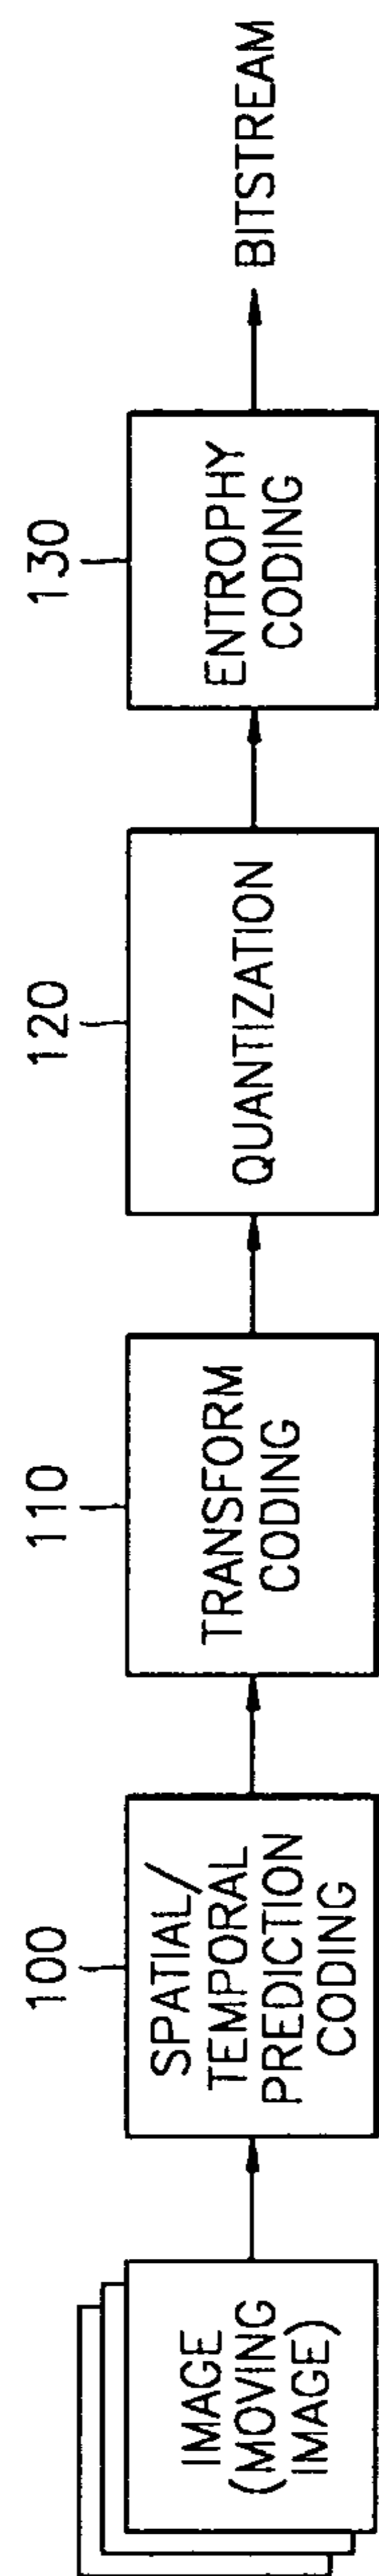 IMAGE
(MOVING
IMAGE)
100
SPATIAL/
TEMPORAL
PREDICTION
CODING
110
TRANSFORM
CODING
120
QUANTIZATION
130
ENTROPHY
CODING
BITSTREAM